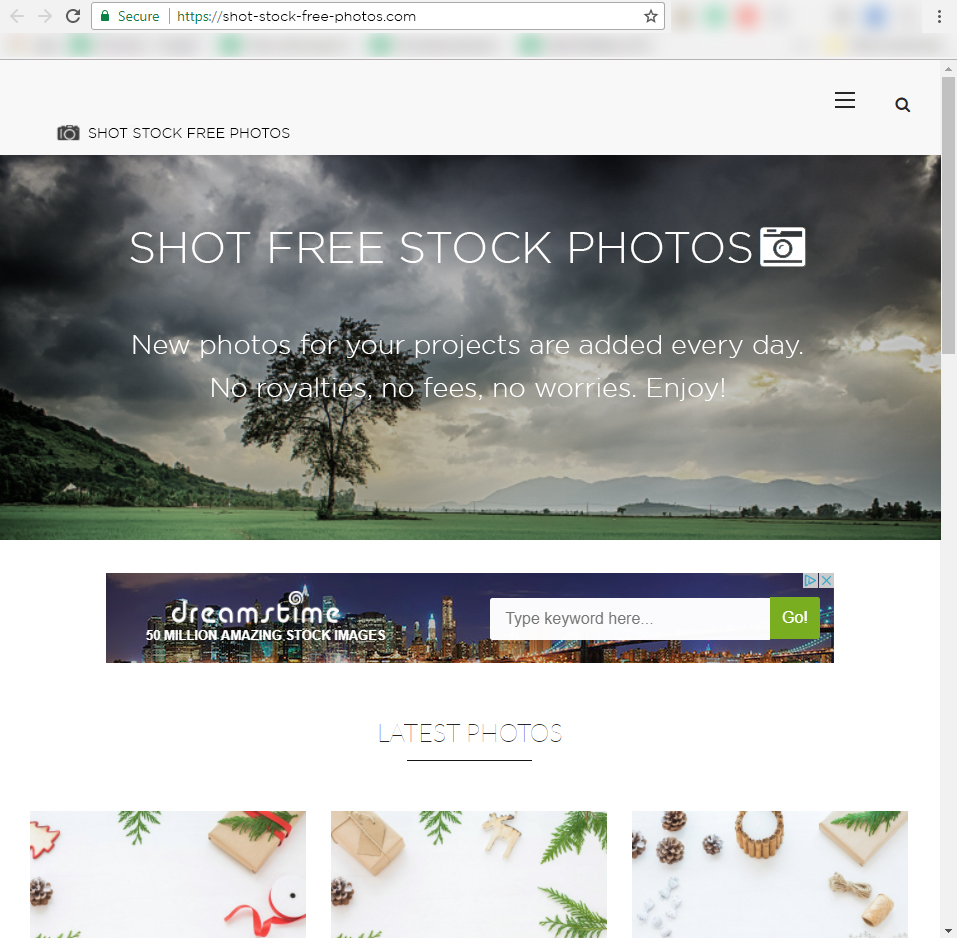 Secure
https://shot-stock-free-photos.com
SHOT STOCK FREE PHOTOS
SHOT FREE STOCK PHOTOS
New photos for your projects are added every day.
No royalties, no fees, no worries. Enjoy!
dreamstime
50 MILLION AMAZING STOCK IMAGES
Type keyword here...
Go!
LATEST PHOTOS